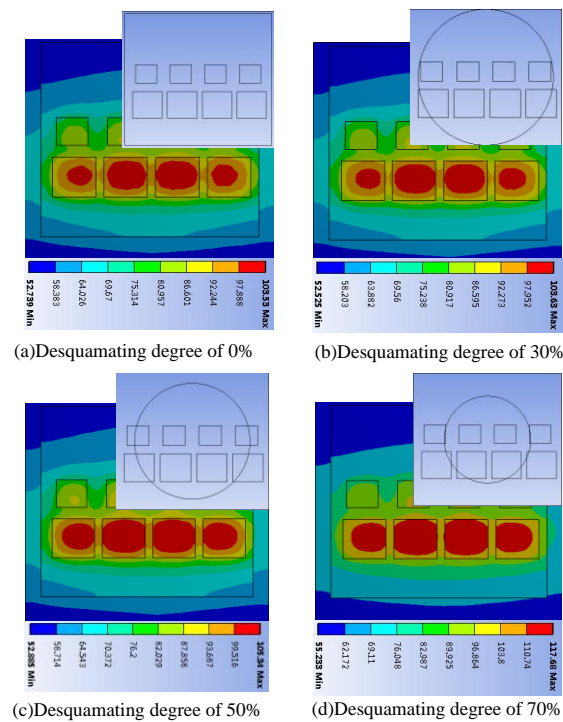 52.739 Min
58.383
64.026
69.67
75.314
80.957
86.601
92.244
97.888
103.53 Max
(a)Desquamating degree of 0%
52.525 Min
58.203
63.882
69.56
75.238
80.917
86.595
92.273
97.952
103.63 Max
(b)Desquamating degree of 30%
52.885 Min
58.714
64.543
70.372
76.2
82.029
87.858
93.687
99.516
105.34 Max
(c)Desquamating degree of 50%
55.233 Min
62.172
69.11
76.048
82.987
89.925
96.864
103.8
110.74
117.68 Max
(d)Desquamating degree of 70%